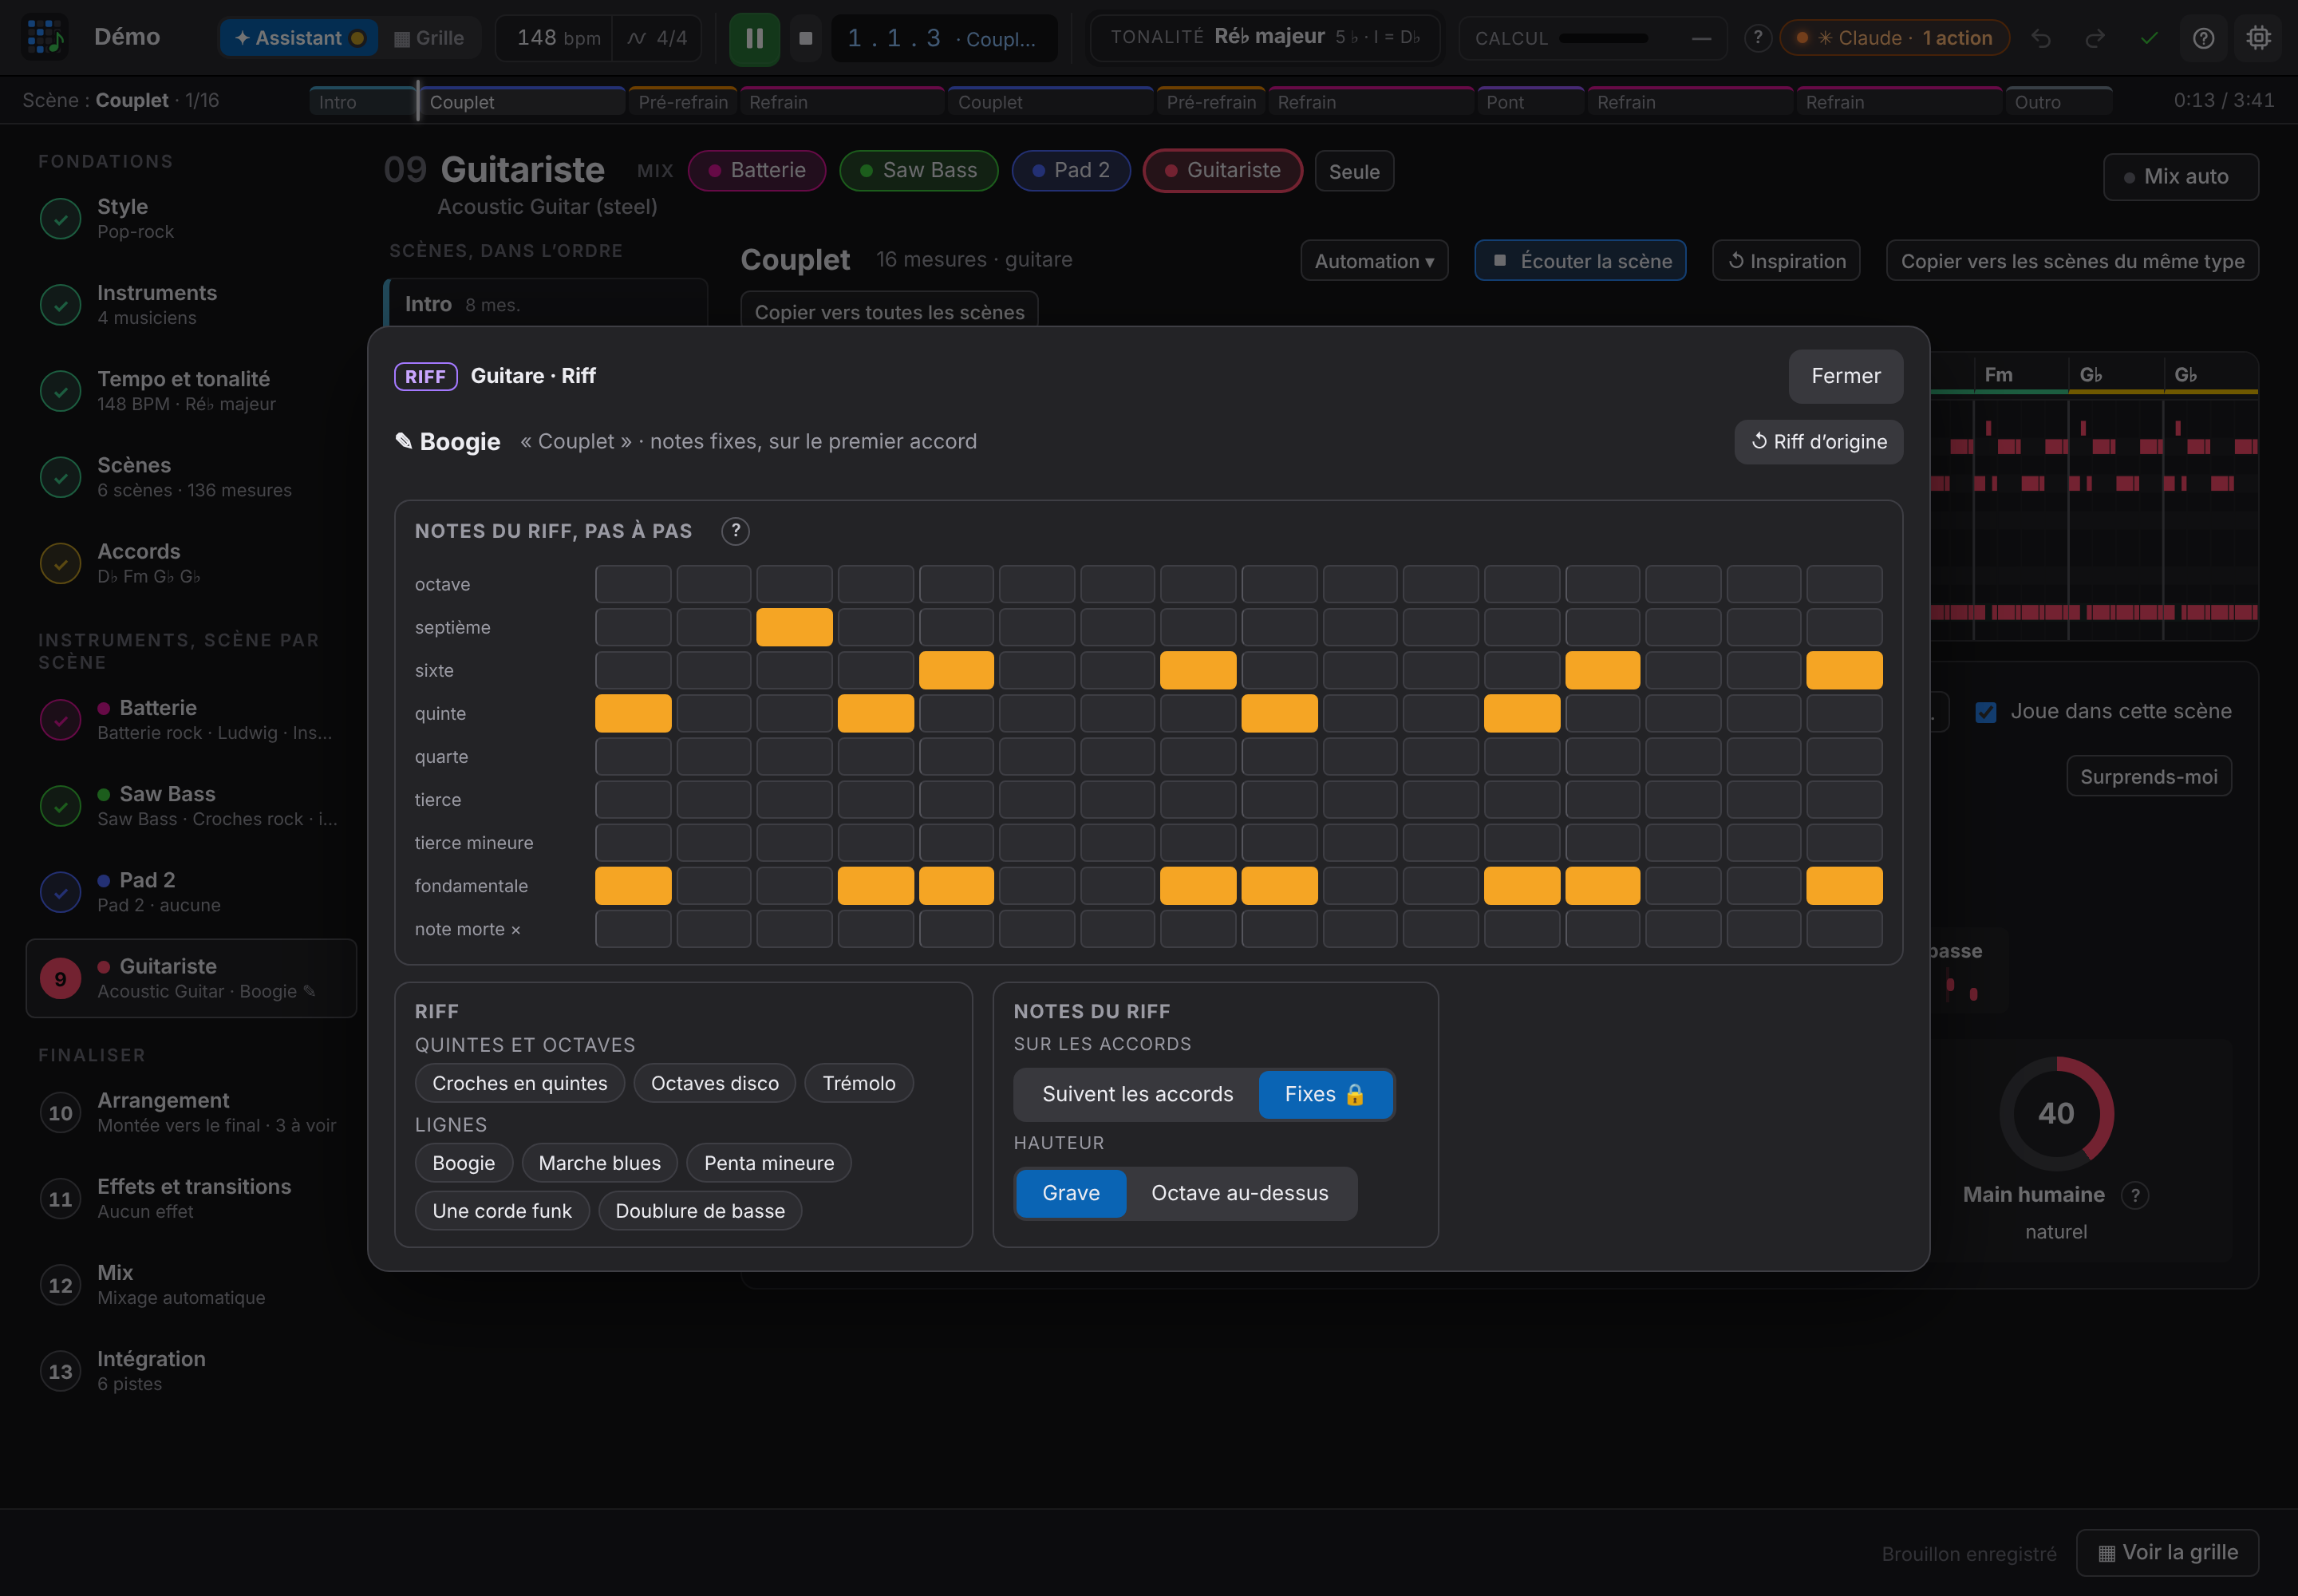 Démo
✦ Assistant
▦ Grille
148 bpm
4/4
1 . 1 . 3 · Coupl...
TONALITÉ Ré♭ majeur 5 ♭ · I = D♭
CALCUL —
?
✳ Claude · 1 action
Scène : Couplet · 1/16
Intro
Couplet
Pré-refrain
Refrain
Couplet
Pré-refrain
Refrain
Pont
Refrain
Refrain
Outro
0:13 / 3:41
FONDATIONS
Style
Pop-rock
Instruments
4 musiciens
Tempo et tonalité
148 BPM · Ré♭ majeur
Scènes
6 scènes · 136 mesures
Accords
D♭ Fm G♭ G♭
INSTRUMENTS, SCÈNE PAR
SCÈNE
Batterie
Batterie rock · Ludwig · Ins...
Saw Bass
Saw Bass · Croches rock · i...
Pad 2
Pad 2 · aucune
9
Guitariste
Acoustic Guitar · Boogie ✎
FINALISER
10
Arrangement
Montée vers le final · 3 à voir
11
Effets et transitions
Aucun effet
12
Mix
Mixage automatique
13
Intégration
6 pistes
09 Guitariste
Acoustic Guitar (steel)
MIX
Batterie
Saw Bass
Pad 2
Guitariste
Seule
Mix auto
SCÈNES, DANS L’ORDRE
Intro 8 mes.
Couplet 16 mesures · guitare
Automation ▾
Écouter la scène
Inspiration
Copier vers les scènes du même type
Copier vers toutes les scènes
Fm
G♭
G♭
Joue dans cette scène
Surprends-moi
basse
40
Main humaine ?
naturel
RIFF Guitare · Riff
Fermer
✎ Boogie « Couplet » · notes fixes, sur le premier accord
Riff d’origine
NOTES DU RIFF, PAS À PAS ?
octave
septième
sixte
quinte
quarte
tierce
tierce mineure
fondamentale
note morte ×
RIFF
QUINTES ET OCTAVES
Croches en quintes
Octaves disco
Trémolo
LIGNES
Boogie
Marche blues
Penta mineure
Une corde funk
Doublure de basse
NOTES DU RIFF
SUR LES ACCORDS
Suivent les accords
Fixes 🔒
HAUTEUR
Grave
Octave au-dessus
Brouillon enregistré
▦ Voir la grille